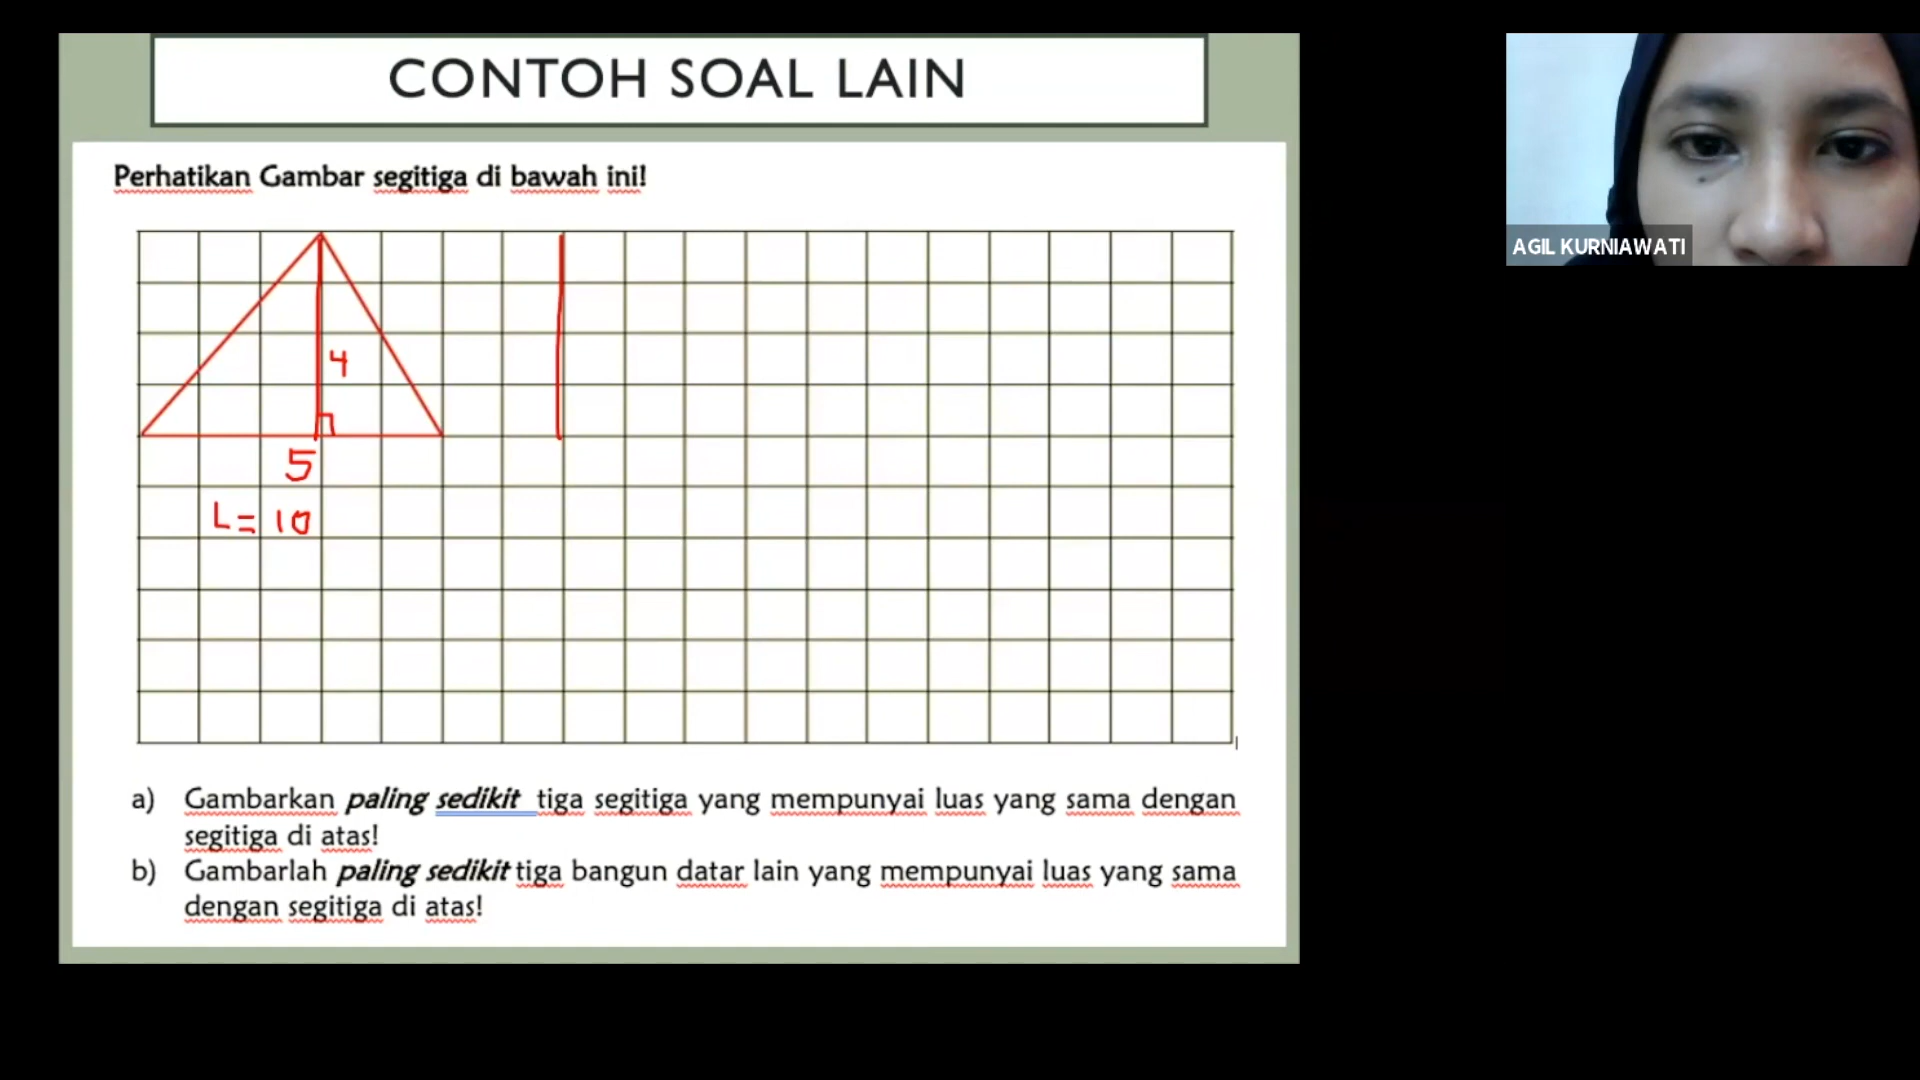 CONTOH SOAL LAIN
Perhatikan Gambar segitiga di bawah ini!
4
5
L = 10
a) Gambarkan paling sedikit tiga segitiga yang mempunyai luas yang sama dengan
segitiga di atas!
b) Gambarlah paling sedikit tiga bangun datar lain yang mempunyai luas yang sama
dengan segitiga di atas!
AGIL KURNIAWATI